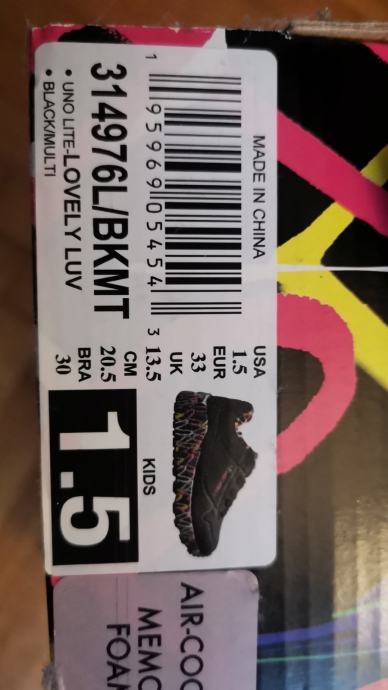 MADE IN CHINA
1 95969 05454 3
314976L/BKMT
• UNO LITE-LOVELY LUV
• BLACK/MULTI
USA
1.5
EUR
33
UK
13.5
CM
20.5
BRA
30
KIDS
1.5
AIR-COO
MEMO
FOAM